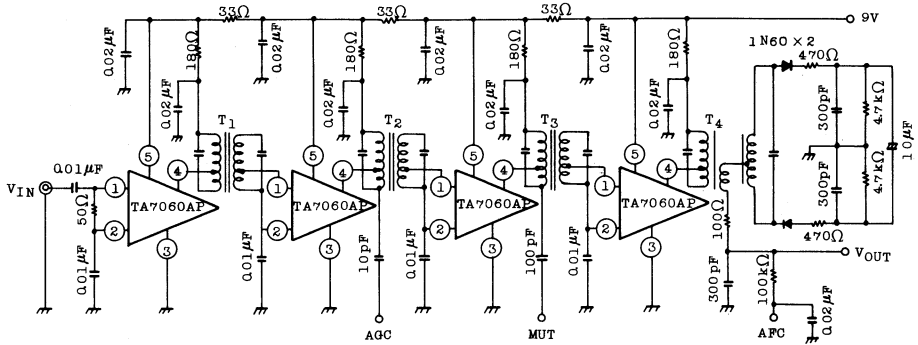 33Ω
33Ω
33Ω
9V
0.02μF
180Ω
0.02μF
0.02μF
180Ω
0.02μF
0.02μF
180Ω
0.02μF
0.02μF
180Ω
0.02μF
1N60×2
470Ω
300pF
4.7kΩ
10μF
300pF
4.7kΩ
470Ω
T1
T2
T3
T4
VIN
0.01μF
50Ω
0.01μF
1
2
3
4
5
TA7060AP
0.01μF
1
2
3
4
5
TA7060AP
10pF
AGC
0.01μF
1
2
3
4
5
TA7060AP
100pF
MUT
0.01μF
1
2
3
4
5
TA7060AP
100Ω
300pF
VOUT
100kΩ
AFC
0.02μF